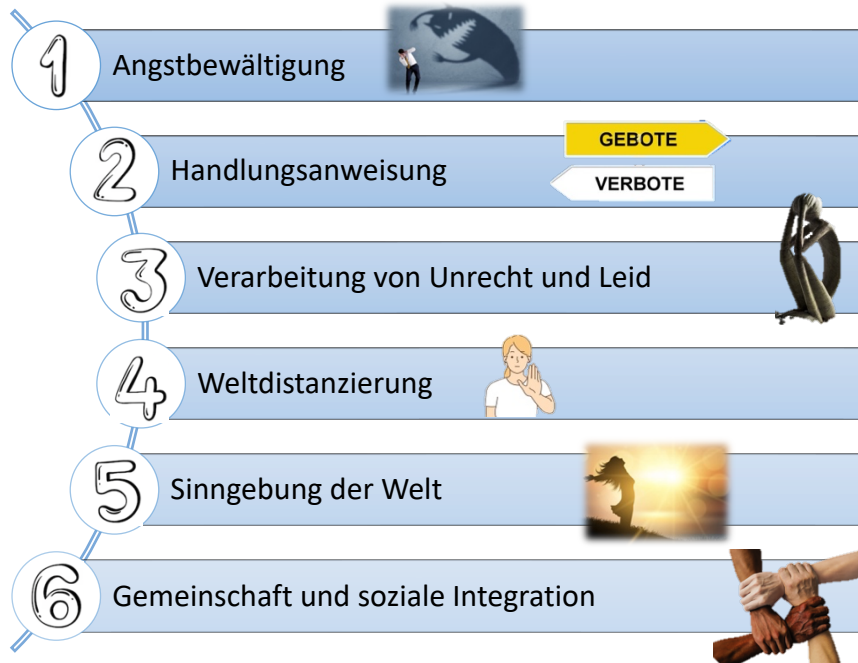 1
Angstbewältigung
2
Handlungsanweisung
GEBOTE
VERBOTE
3
Verarbeitung von Unrecht und Leid
4
Weltdistanzierung
5
Sinngebung der Welt
6
Gemeinschaft und soziale Integration